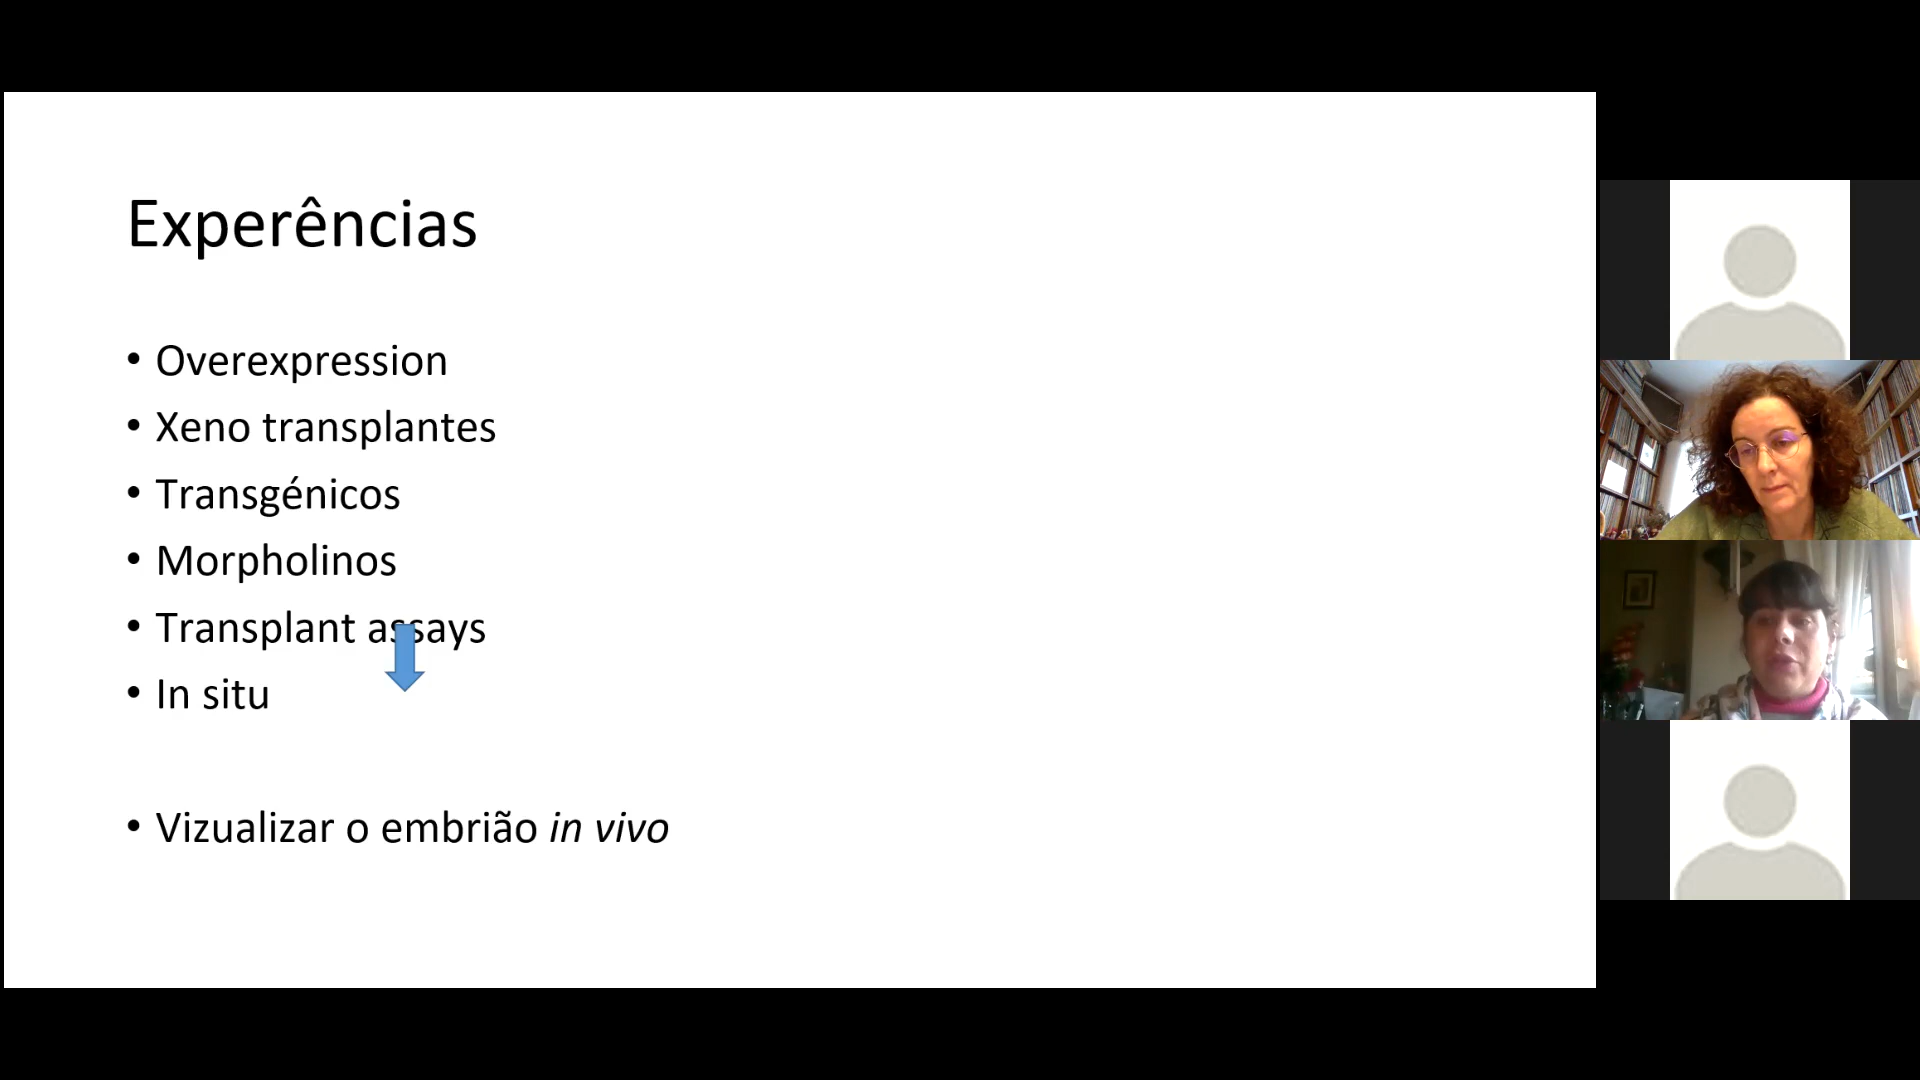 Experências
• Overexpression
• Xeno transplantes
• Transgénicos
• Morpholinos
• Transplant assays
• In situ
• Vizualizar o embrião in vivo